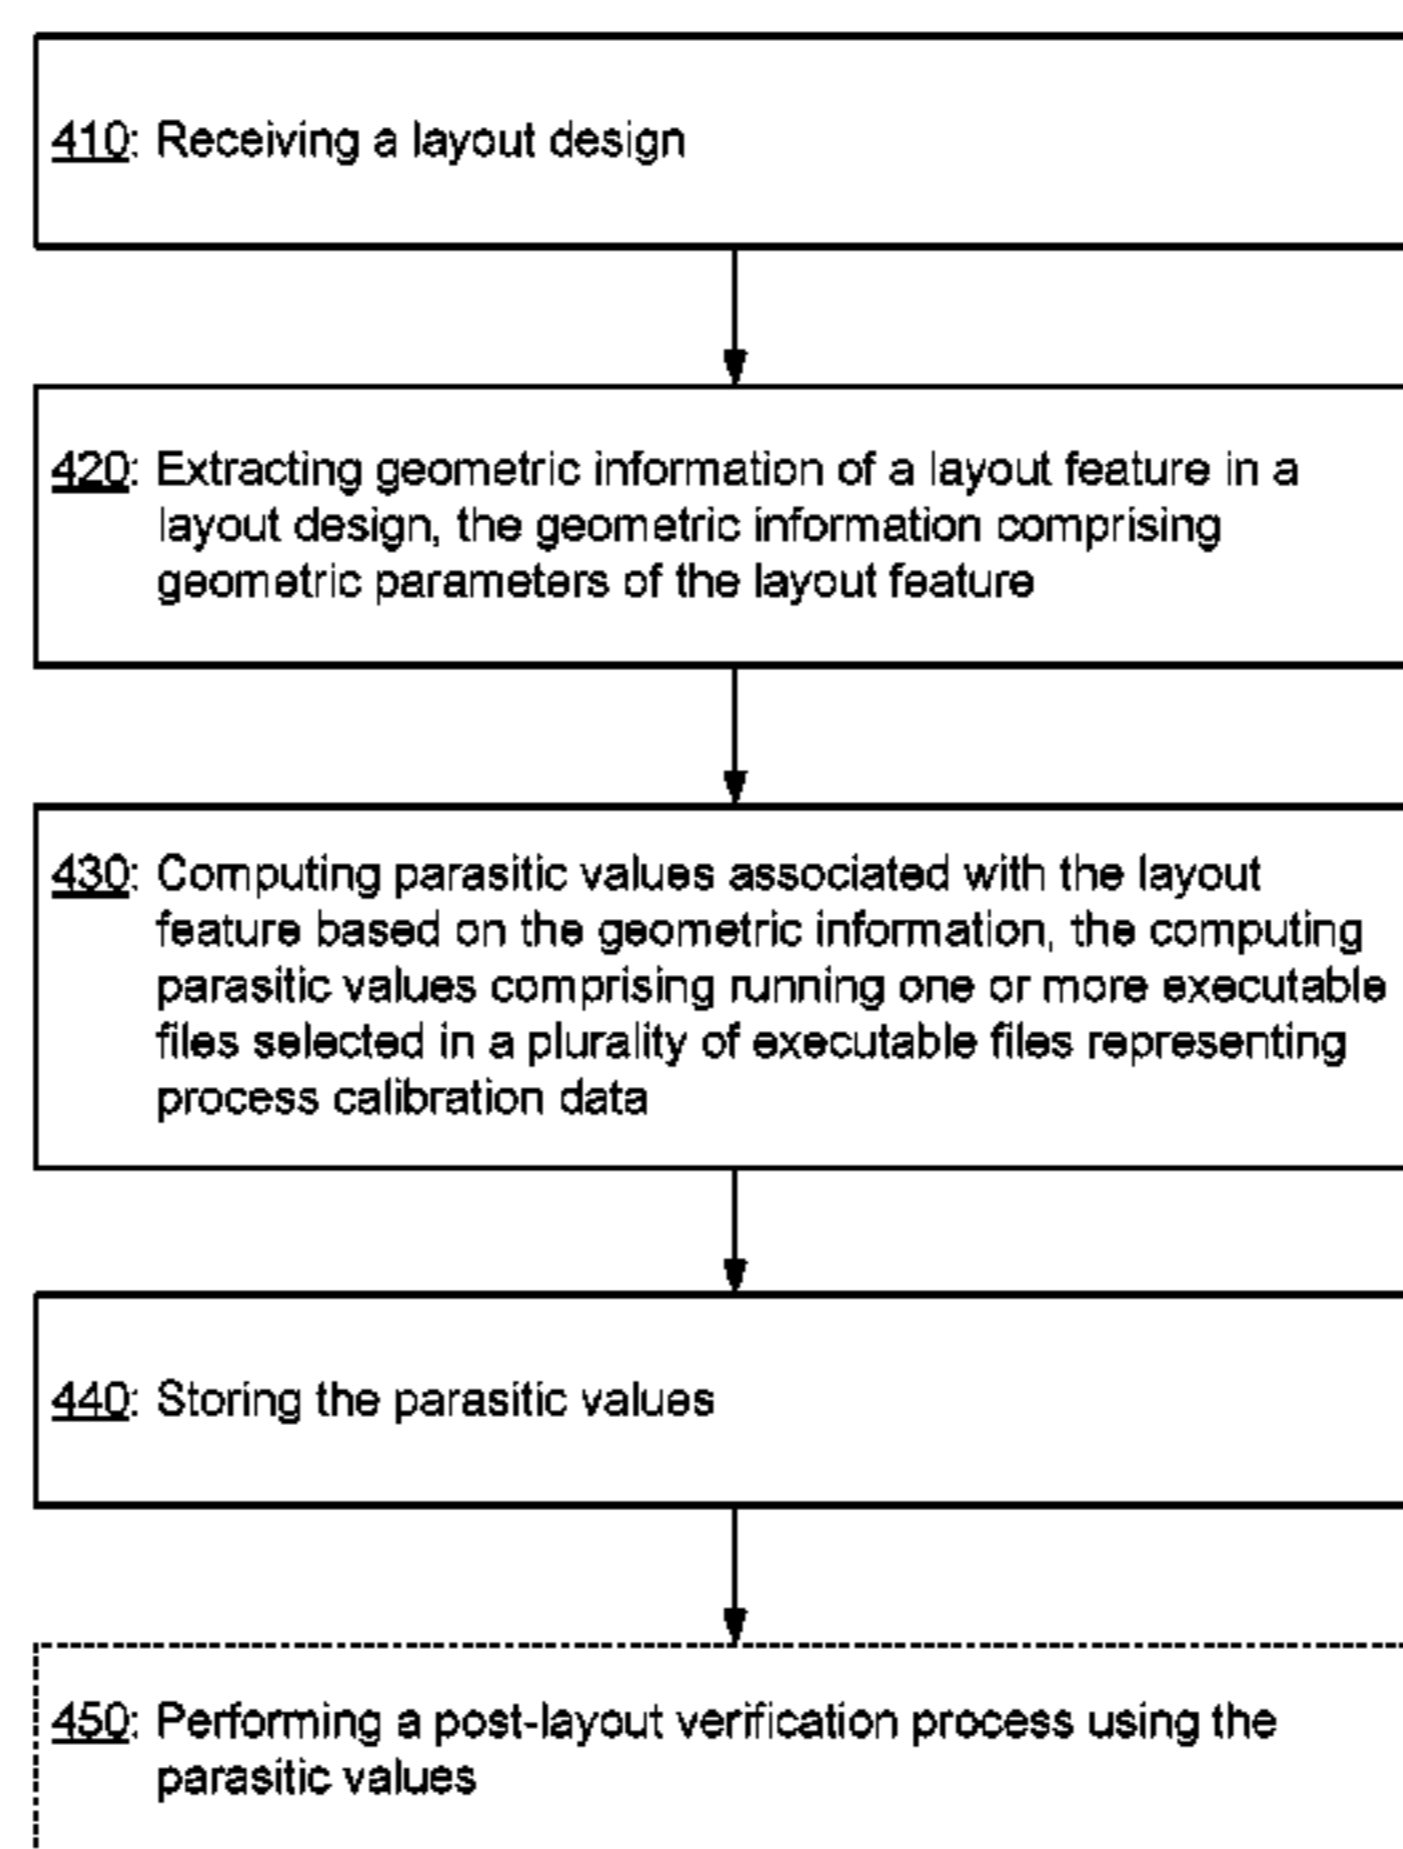 410: Receiving a layout design
420: Extracting geometric information of a layout feature in a
layout design, the geometric information comprising
geometric parameters of the layout feature
430: Computing parasitic values associated with the layout
feature based on the geometric information, the computing
parasitic values comprising running one or more executable
files selected in a plurality of executable files representing
process calibration data
440: Storing the parasitic values
450: Performing a post-layout verification process using the
parasitic values